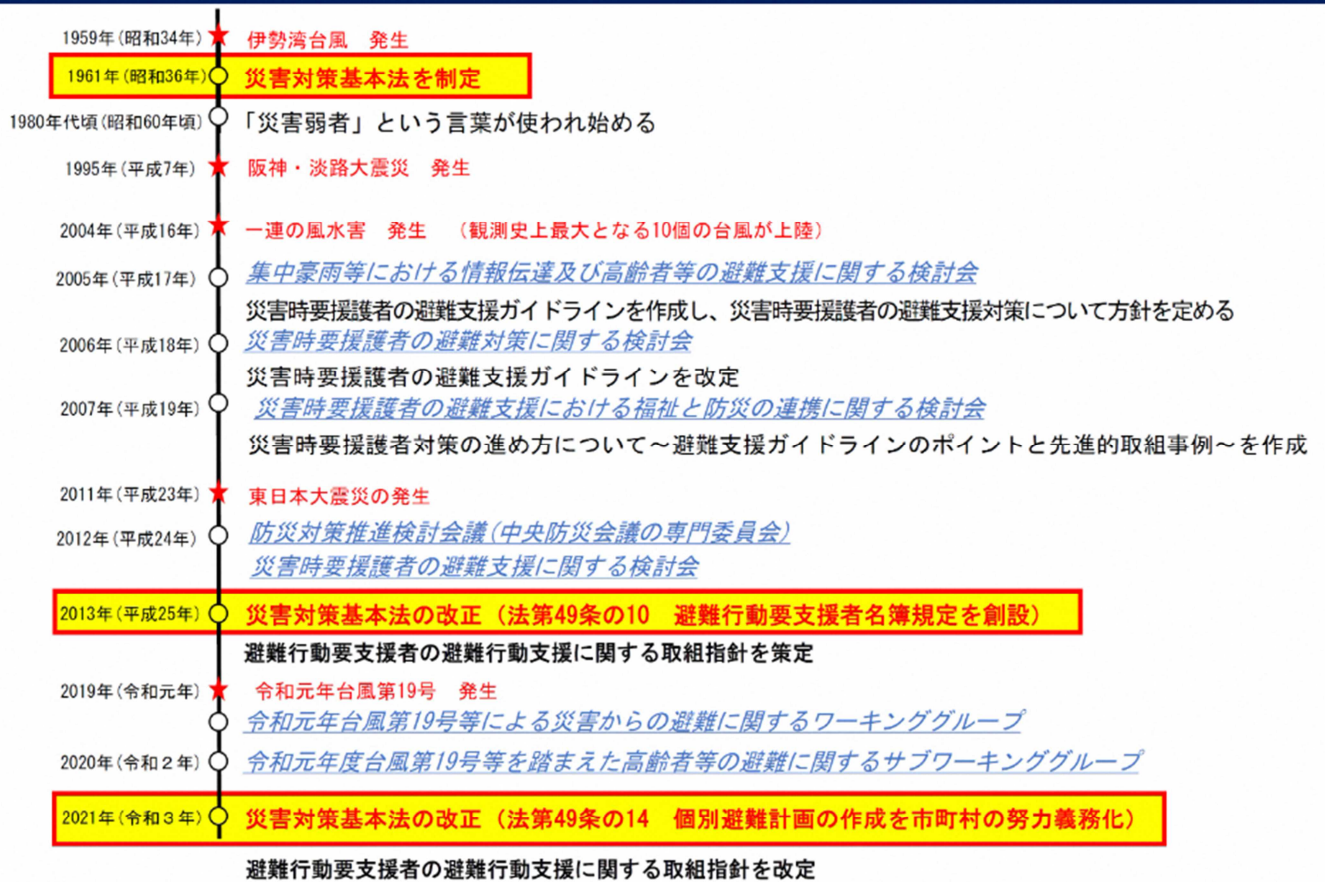 1959年(昭和34年) 伊勢湾台風　発生
1961年(昭和36年) 災害対策基本法を制定
1980年代頃(昭和60年頃) 「災害弱者」という言葉が使われ始める
1995年(平成7年) 阪神・淡路大震災　発生
2004年(平成16年) 一連の風水害　発生　（観測史上最大となる10個の台風が上陸）
2005年(平成17年) 集中豪雨等における情報伝達及び高齢者等の避難支援に関する検討会
災害時要援護者の避難支援ガイドラインを作成し、災害時要援護者の避難支援対策について方針を定める
2006年(平成18年) 災害時要援護者の避難対策に関する検討会
災害時要援護者の避難支援ガイドラインを改定
2007年(平成19年) 災害時要援護者の避難支援における福祉と防災の連携に関する検討会
災害時要援護者対策の進め方について～避難支援ガイドラインのポイントと先進的取組事例～を作成
2011年(平成23年) 東日本大震災の発生
2012年(平成24年) 防災対策推進検討会議(中央防災会議の専門委員会)
災害時要援護者の避難支援に関する検討会
2013年(平成25年) 災害対策基本法の改正（法第49条の10　避難行動要支援者名簿規定を創設）
避難行動要支援者の避難行動支援に関する取組指針を策定
2019年(令和元年) 令和元年台風第19号　発生
令和元年台風第19号等による災害からの避難に関するワーキンググループ
2020年(令和２年) 令和元年度台風第19号等を踏まえた高齢者等の避難に関するサブワーキンググループ
2021年(令和３年) 災害対策基本法の改正（法第49条の14　個別避難計画の作成を市町村の努力義務化）
避難行動要支援者の避難行動支援に関する取組指針を改定